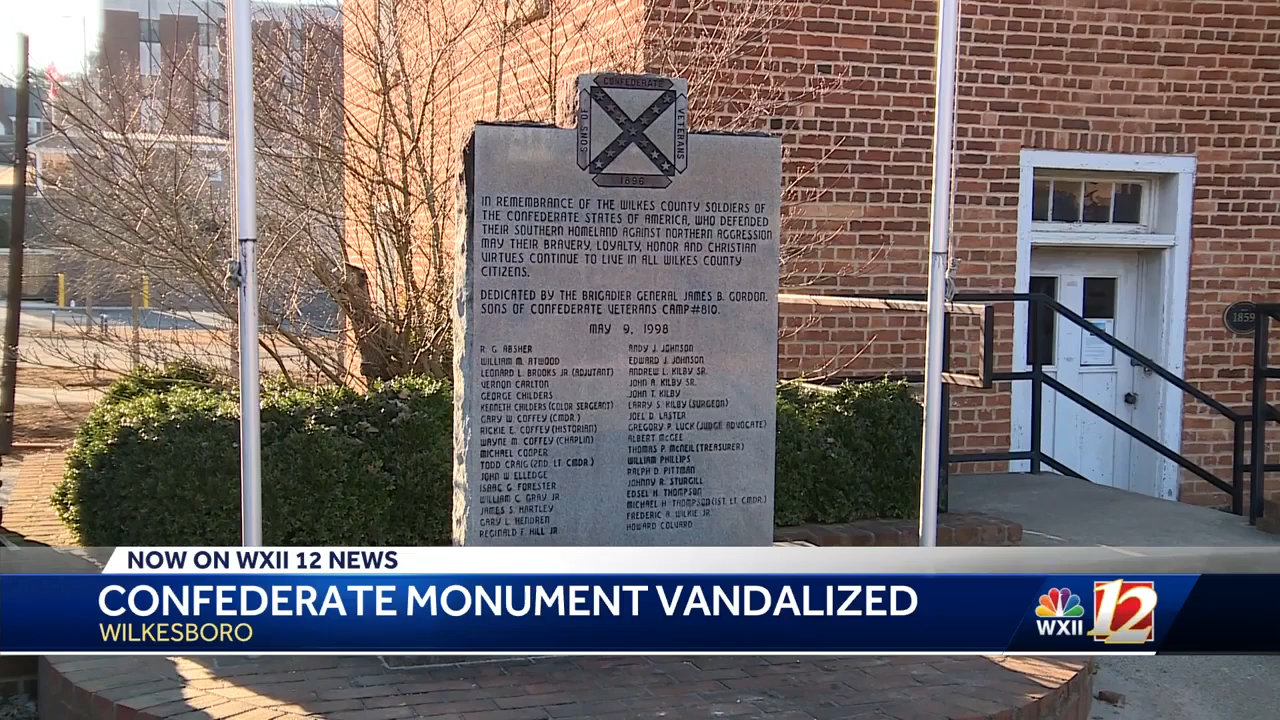 CONFEDERATE
SONS OF
VETERANS
1896
IN REMEMBRANCE OF THE WILKES COUNTY SOLDIERS OF
THE CONFEDERATE STATES OF AMERICA, WHO DEFENDED
THEIR SOUTHERN HOMELAND AGAINST NORTHERN AGGRESSION
MAY THEIR BRAVERY, LOYALTY, HONOR AND CHRISTIAN
VIRTUES CONTINUE TO LIVE IN ALL WILKES COUNTY
CITIZENS.
DEDICATED BY THE BRIGADIER GENERAL JAMES B. GORDON.
SONS OF CONFEDERATE VETERANS CAMP #810.
MAY 9, 1998
R. G. ABSHER
WILLIAM M. ATWOOD
LEONARD L. BROOKS JR. (ADJUTANT)
VERNON CARLTON
GEORGE CHILDERS
KENNETH CHILDERS (COLOR SERGEANT)
GARY W. COFFEY (CMDR.)
RICKIE E. COFFEY (HISTORIAN)
WAYNE M. COFFEY (CHAPLIN)
MICHAEL COOPER
TODD CRAIG (2ND. LT. CMDR.)
JOHN W. ELLEDGE
ISAAC G. FORESTER
WILLIAM C. GRAY JR.
JAMES S. HARTLEY
GARY L. HENDREN
REGINALD F. HILL JR.
ANDY J. JOHNSON
EDWARD J. JOHNSON
ANDREW L. KILBY SR.
JOHN A. KILBY SR.
JOHN T. KILBY
LARRY S. KILBY (SURGEON)
JOEL D. LASTER
GREGORY P. LUCK (JUDGE ADVOCATE)
ALBERT McGEE
THOMAS P. McNEIL (TREASURER)
WILLIAM PHILLIPS
RALPH D. PITTMAN
JOHNNY R. STURGILL
EDSEL H. THOMPSON
MICHAEL H. THOMPSON (1ST. LT. CMDR.)
FREDERIC A. WILKIE JR.
HOWARD COLVARD
1859
NOW ON WXII 12 NEWS
CONFEDERATE MONUMENT VANDALIZED
WILKESBORO
WXII 12